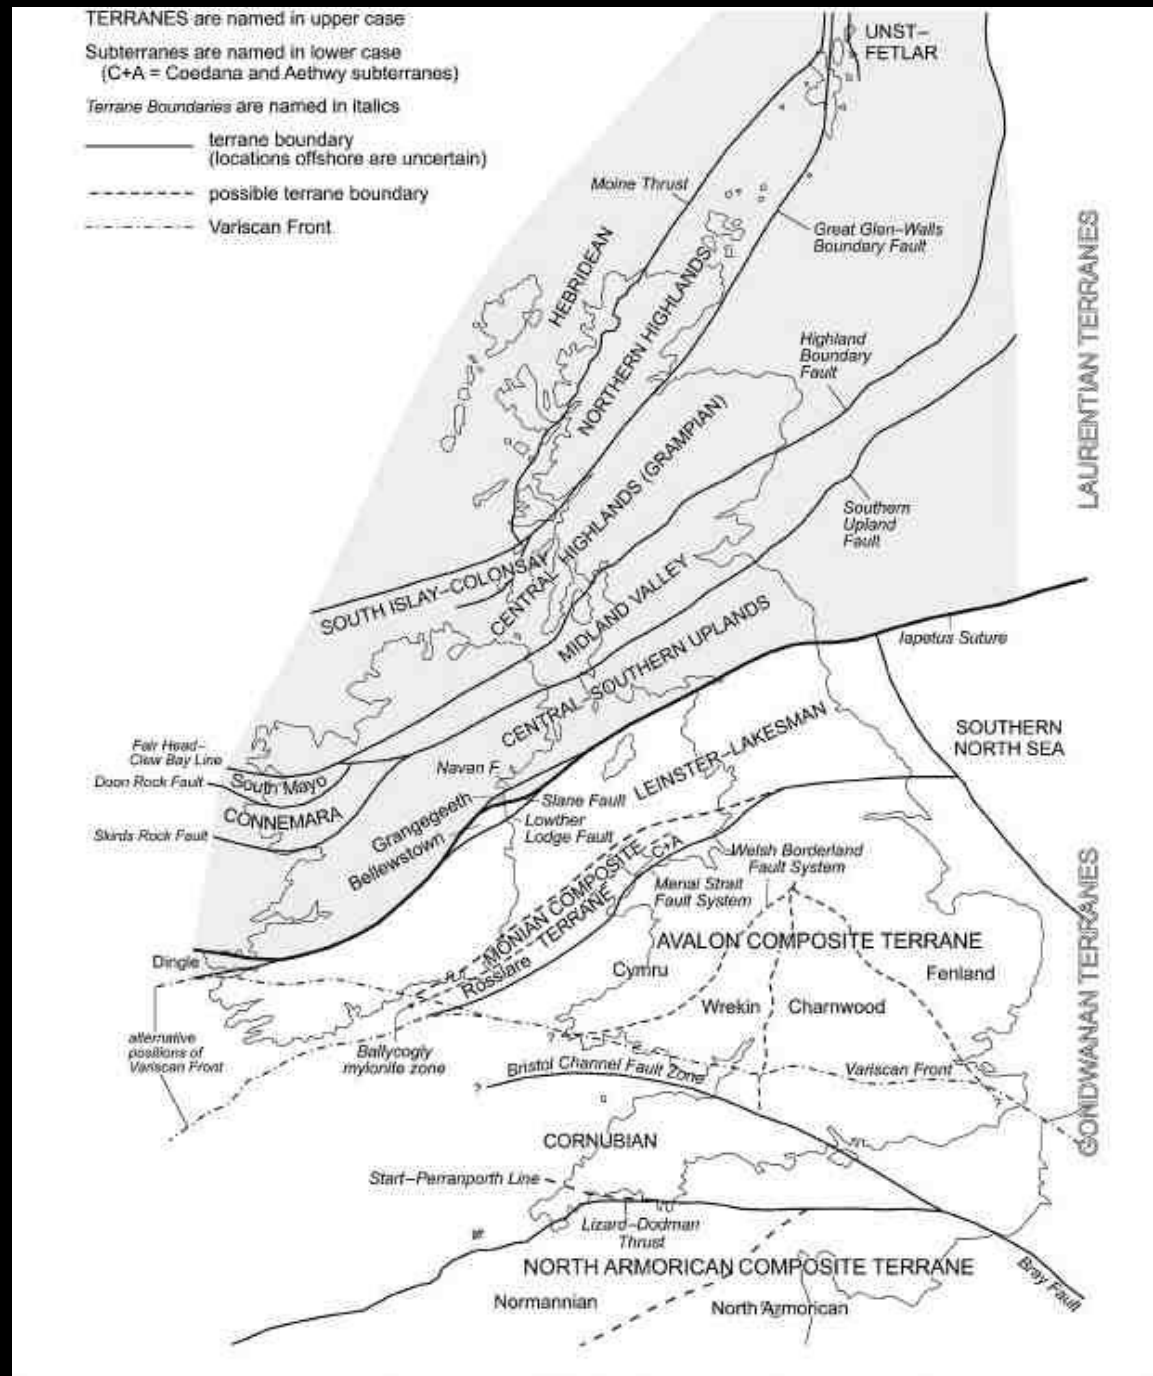 TERRANES are named in upper case
Subterranes are named in lower case
(C+A = Coedana and Aethwy subterranes)
Terrane Boundaries are named in italics
terrane boundary
(locations offshore are uncertain)
possible terrane boundary
Variscan Front
UNST–
FETLAR
Moine Thrust
Great Glen–Walls
Boundary Fault
HEBRIDEAN
NORTHERN HIGHLANDS
Highland
Boundary
Fault
LAURENTIAN TERRANES
CENTRAL HIGHLANDS (GRAMPIAN)
Southern
Upland
Fault
SOUTH ISLAY–COLONSAY
MIDLAND VALLEY
CENTRAL–SOUTHERN UPLANDS
Iapetus Suture
Fair Head–
Clew Bay Line
Doon Rock Fault
South Mayo
CONNEMARA
Skirds Rock Fault
Navan F.
Grangegeeth
Bellewstown
Slane Fault
Lowther
Lodge Fault
LEINSTER–LAKESMAN
SOUTHERN
NORTH SEA
C+A
Welsh Borderland
Fault System
Menai Strait
Fault System
MONIAN COMPOSITE
TERRANE
Rosslare
AVALON COMPOSITE TERRANE
Cymru
Fenland
Wrekin
Charnwood
GONDWANAN TERRANES
Dingle
alternative
positions of
Variscan Front
Ballycogly
mylonite zone
?
?
Bristol Channel Fault Zone
Variscan Front
CORNUBIAN
Start–Perranporth Line
Lizard–Dodman
Thrust
NORTH ARMORICAN COMPOSITE TERRANE
Bray Fault
Normannian
North Armorican